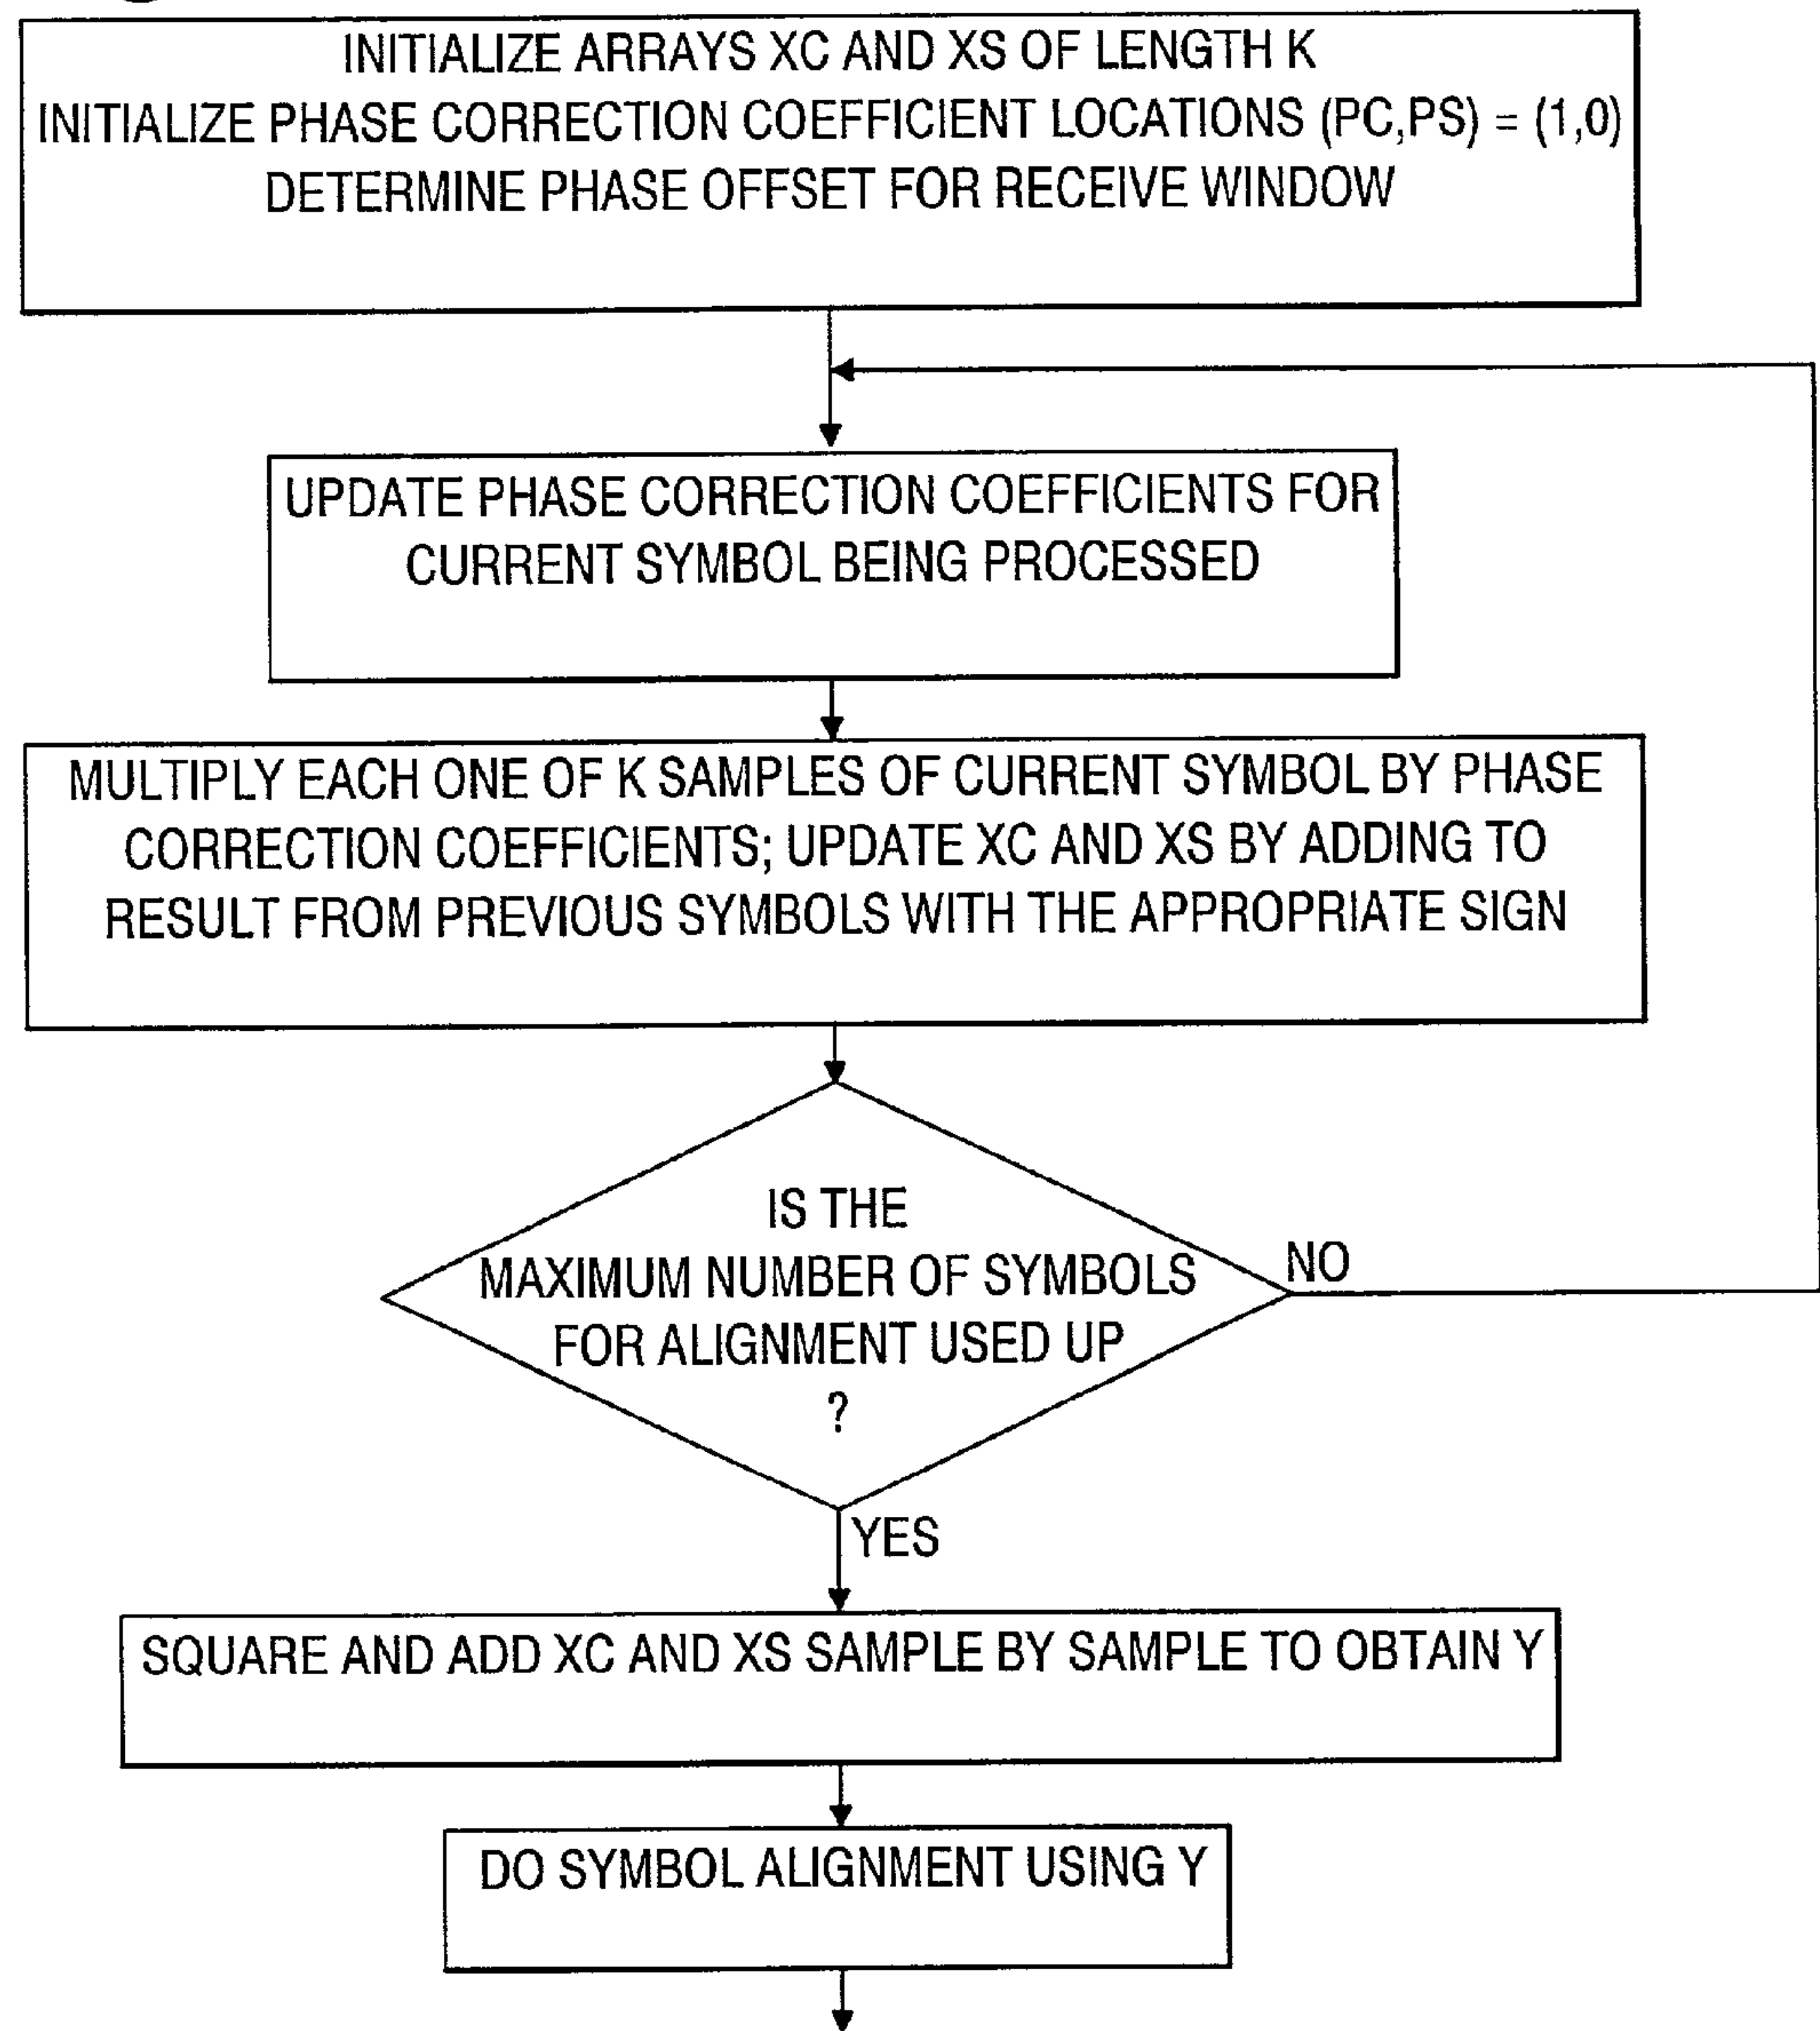 INITIALIZE ARRAYS XC AND XS OF LENGTH K
INITIALIZE PHASE CORRECTION COEFFICIENT LOCATIONS (PC,PS) = (1,0)
DETERMINE PHASE OFFSET FOR RECEIVE WINDOW
UPDATE PHASE CORRECTION COEFFICIENTS FOR
CURRENT SYMBOL BEING PROCESSED
MULTIPLY EACH ONE OF K SAMPLES OF CURRENT SYMBOL BY PHASE
CORRECTION COEFFICIENTS; UPDATE XC AND XS BY ADDING TO
RESULT FROM PREVIOUS SYMBOLS WITH THE APPROPRIATE SIGN
IS THE
MAXIMUM NUMBER OF SYMBOLS
FOR ALIGNMENT USED UP
?
NO
YES
SQUARE AND ADD XC AND XS SAMPLE BY SAMPLE TO OBTAIN Y
DO SYMBOL ALIGNMENT USING Y